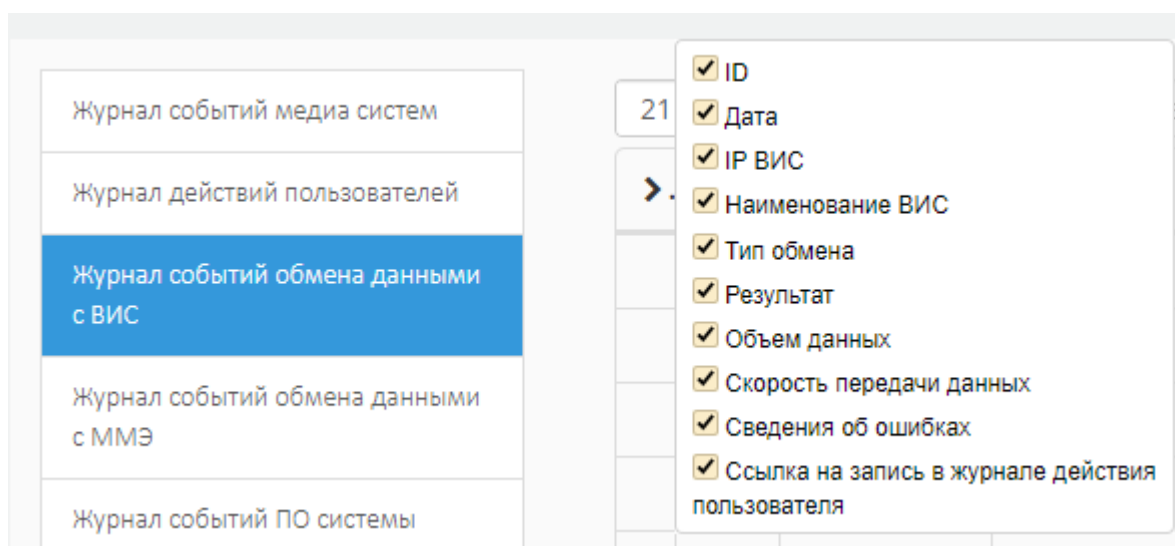 Журнал событий медиа систем
Журнал действий пользователей
Журнал событий обмена данными
с ВИС
Журнал событий обмена данными
с ММЭ
Журнал событий ПО системы
21
ID
Дата
IP ВИС
Наименование ВИС
Тип обмена
Результат
Объем данных
Скорость передачи данных
Сведения об ошибках
Ссылка на запись в журнале действия
пользователя